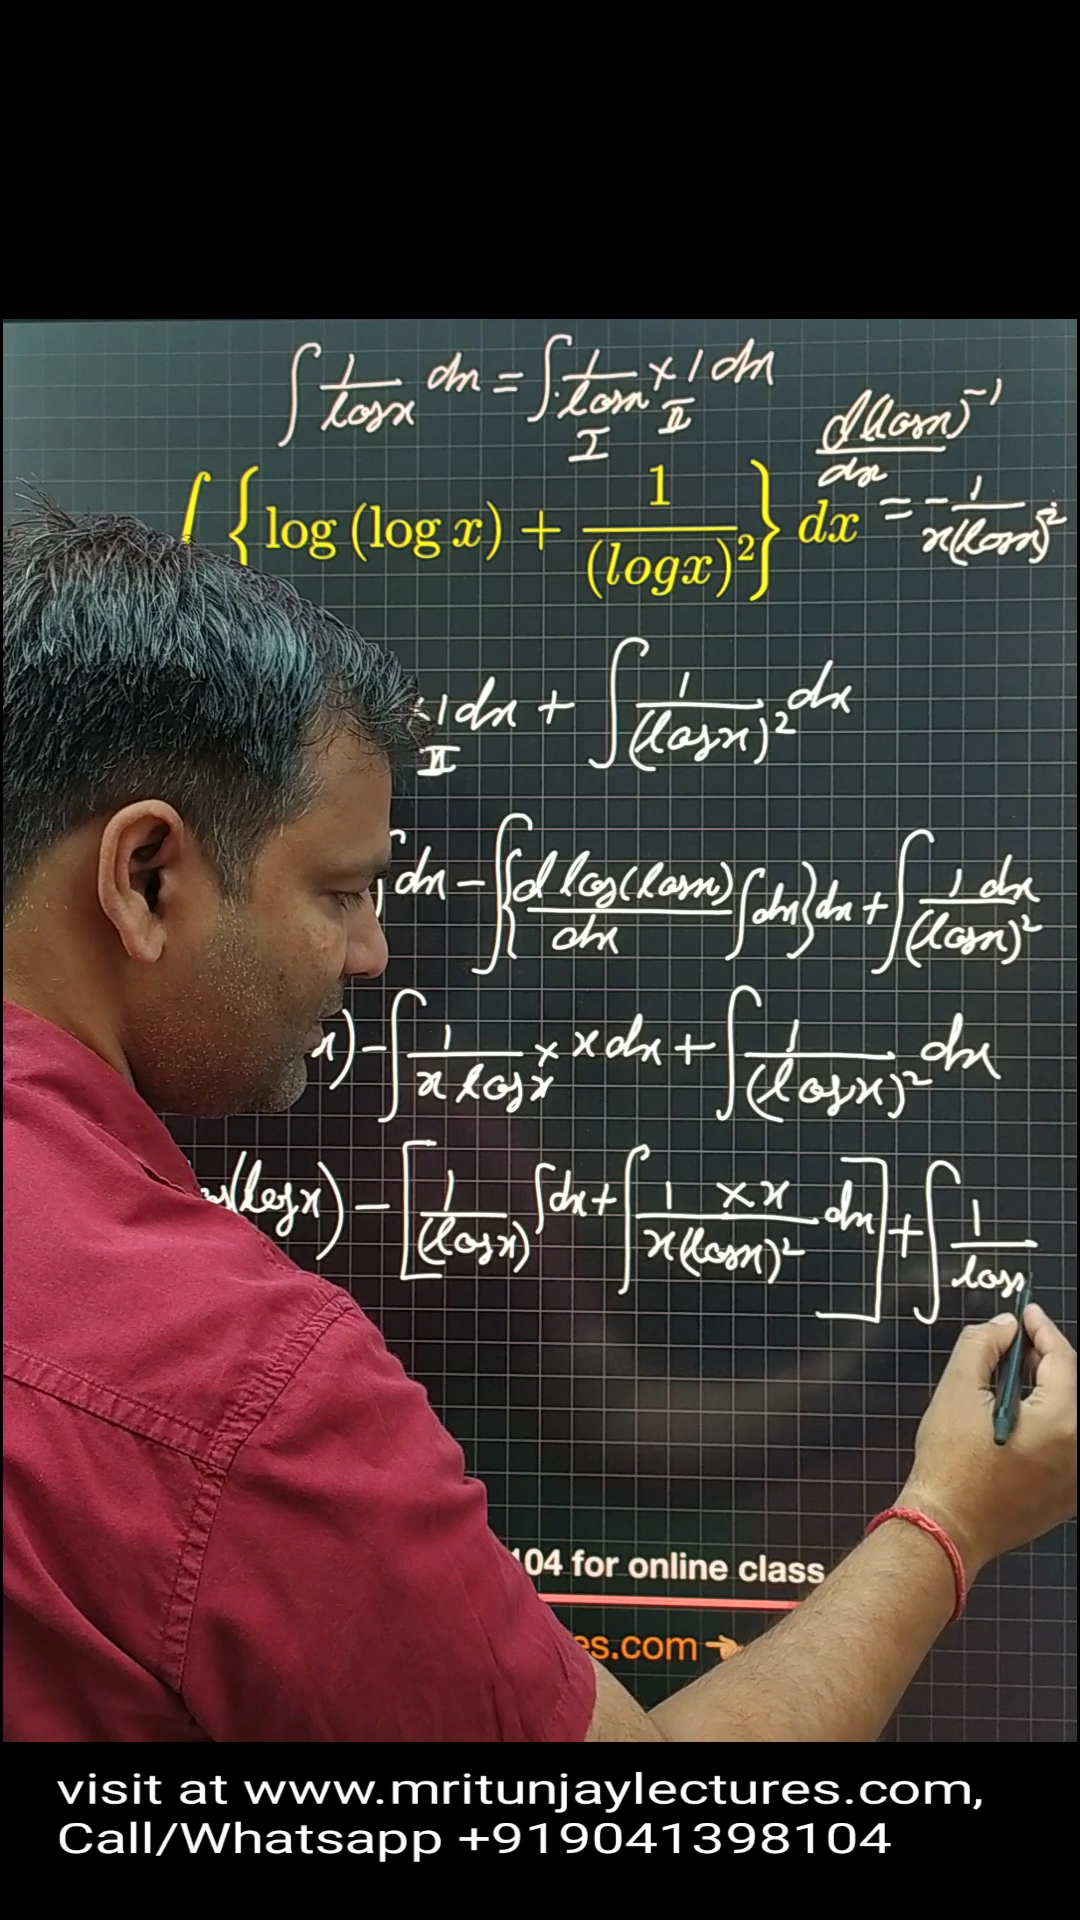 ∫ 1/logx dx = ∫ 1/logx × 1 dx
I II
d(logx)⁻¹/dx
= -1/x(logx)²
∫ { log (log x) + 1/(logx)² } dx
×1 dx + ∫ 1/(logx)² dx
II
∫dx - ∫{d log(logx)/dx ∫dx}dx + ∫ 1 dx/(logx)²
x) - ∫ 1/(x logx) × x dx + ∫ 1/(logx)² dx
(logx) - [1/(logx) ∫dx + ∫ 1 × x/x(logx)² dx] + ∫ 1/log
104 for online class
es.com
visit at www.mritunjaylectures.com,
Call/Whatsapp +919041398104